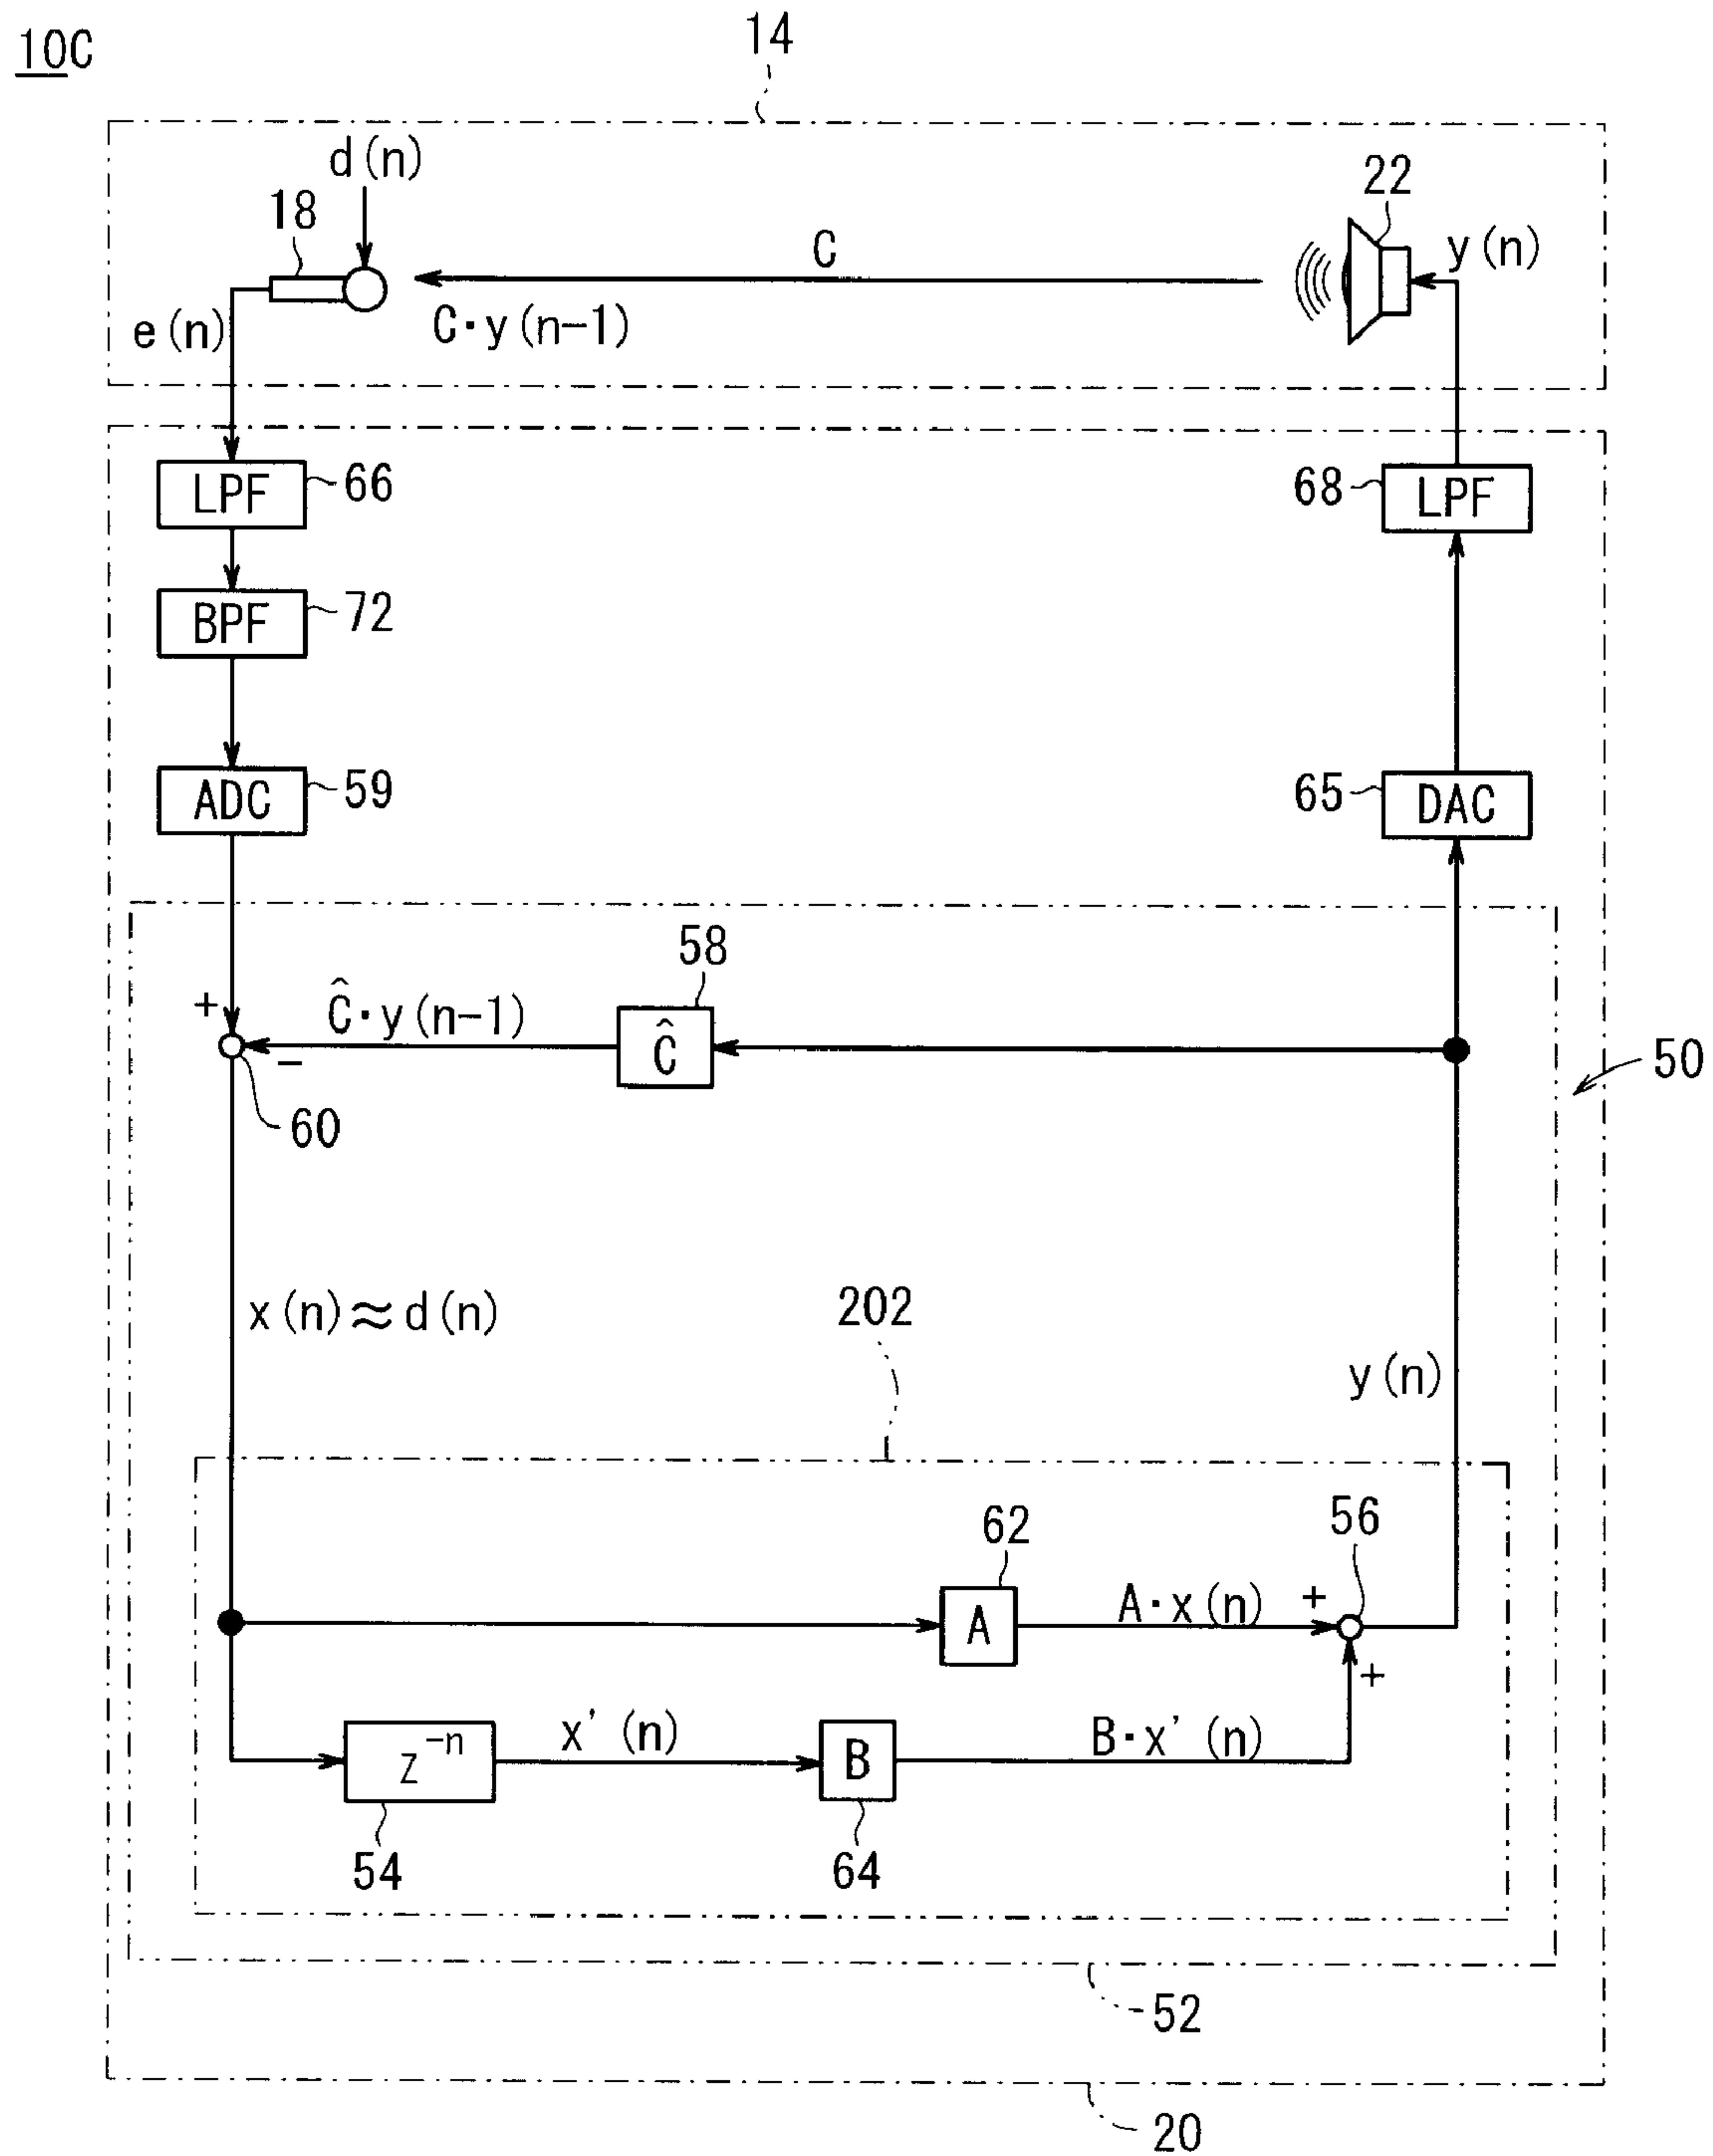 10C
14
d(n)
18
22
C
y(n)
C・y(n-1)
e(n)
LPF
66
68
LPF
BPF
72
ADC
59
65
DAC
58
+
Ĉ・y(n-1)
Ĉ
-
50
60
x(n)≈d(n)
202
y(n)
62
56
A
A・x(n)
+
+
z⁻ⁿ
x'(n)
B
B・x'(n)
54
64
52
20